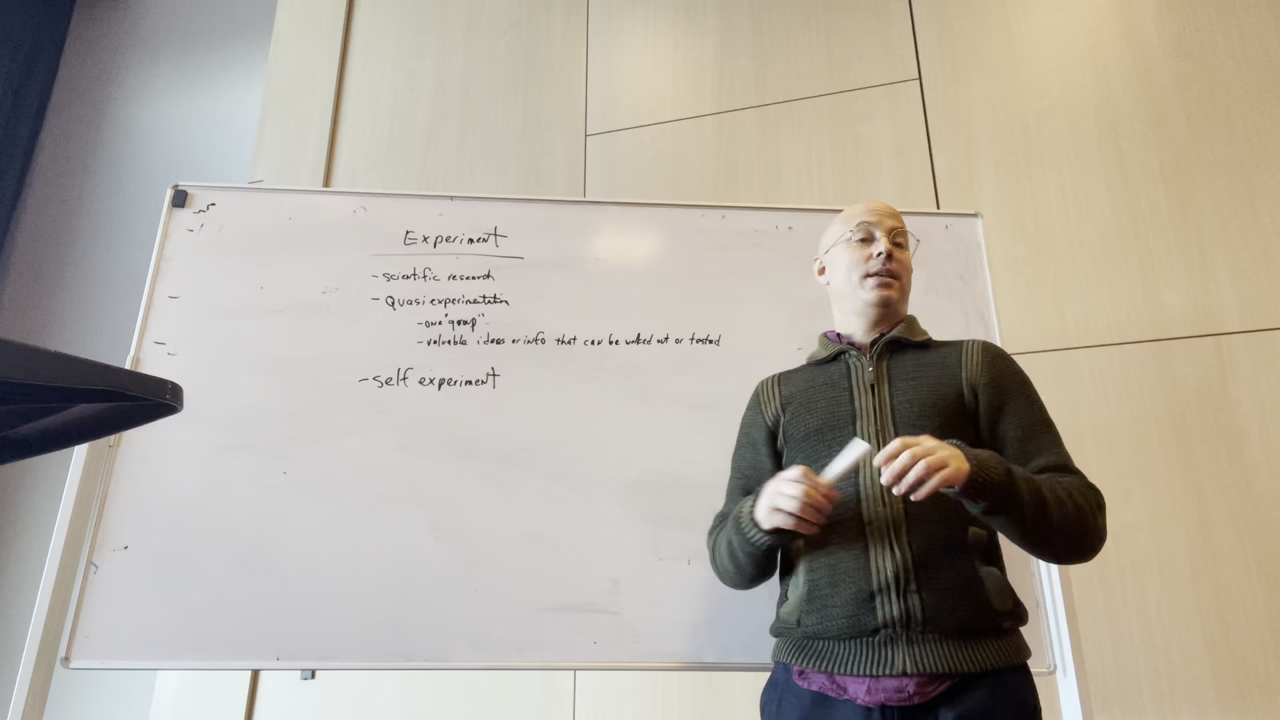 Experiment
- scientific research
- Quasi experimentation
- one "group"
- valuable ideas or info that can be walked out or tested
- self experiment